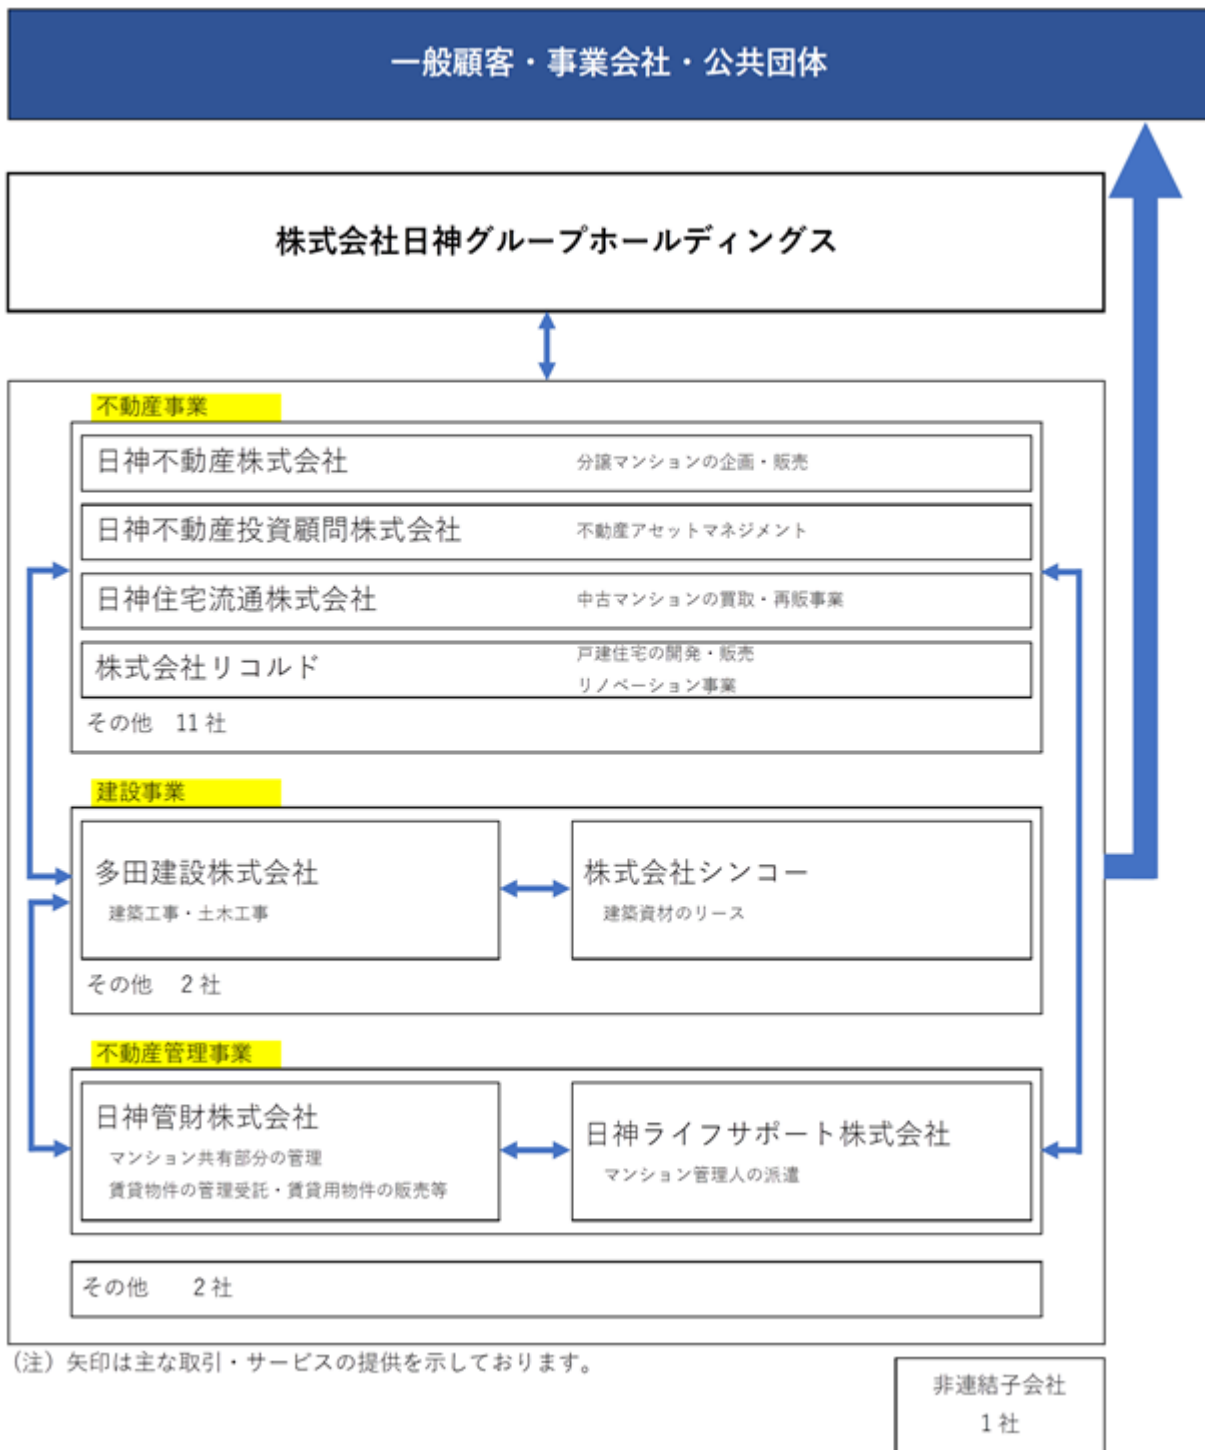 一般顧客・事業会社・公共団体
株式会社日神グループホールディングス
不動産事業
日神不動産株式会社 分譲マンションの企画・販売
日神不動産投資顧問株式会社 不動産アセットマネジメント
日神住宅流通株式会社 中古マンションの買取・再販事業
株式会社リコルド 戸建住宅の開発・販売
リノベーション事業
その他 11社
建設事業
多田建設株式会社
建築工事・土木工事
株式会社シンコー
建築資材のリース
その他 2社
不動産管理事業
日神管財株式会社
マンション共有部分の管理
賃貸物件の管理受託・賃貸用物件の販売等
日神ライフサポート株式会社
マンション管理人の派遣
その他 2社
(注) 矢印は主な取引・サービスの提供を示しております。
非連結子会社
1社